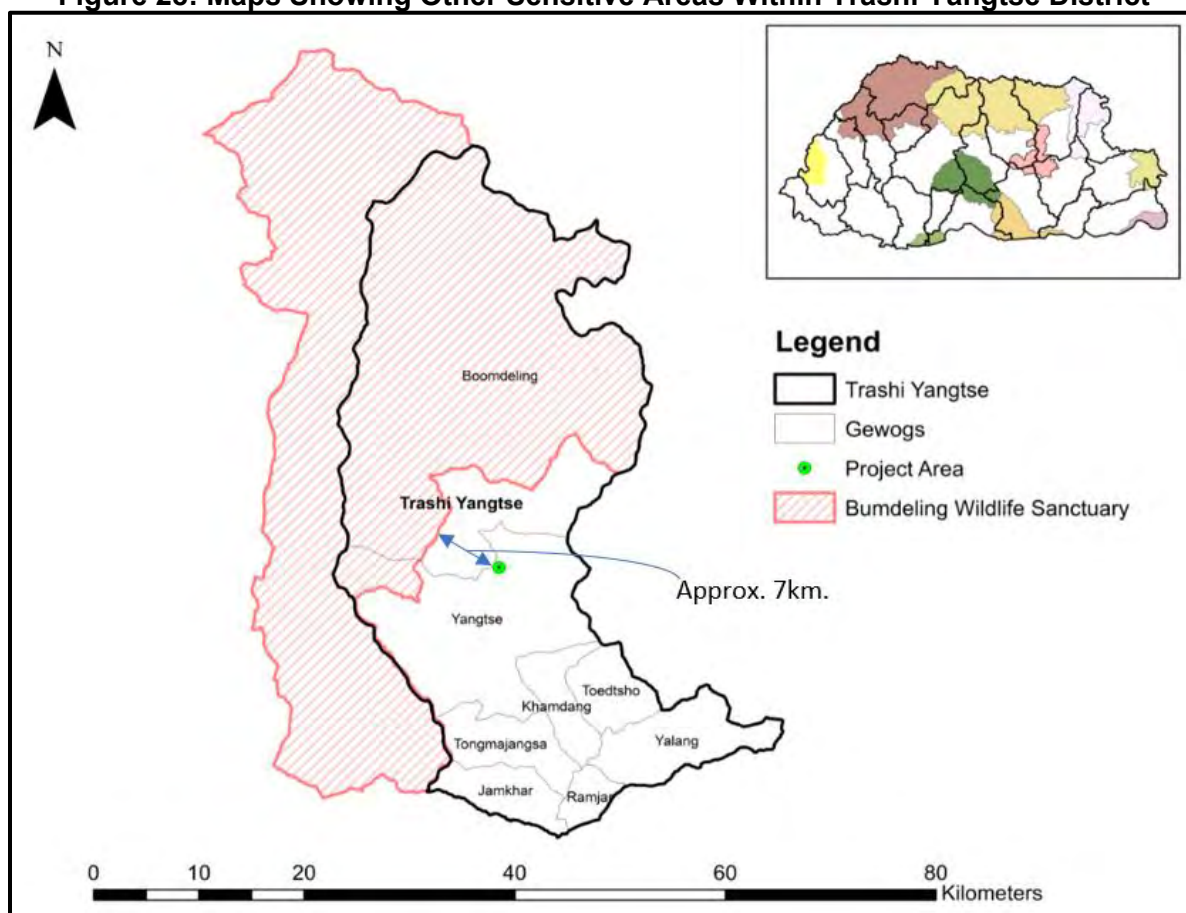 Figure 25: Maps Showing Other Sensitive Areas Within Trashi Yangtse District
N
Legend
Trashi Yangtse
Gewogs
Project Area
Bumdeling Wildlife Sanctuary
Boomdeling
Trashi Yangtse
Approx. 7km.
Yangtse
Toedtsho
Khamdang
Tongmajangsa
Yalang
Jamkhar
Ramjar
0 10 20 40 60 80
Kilometers